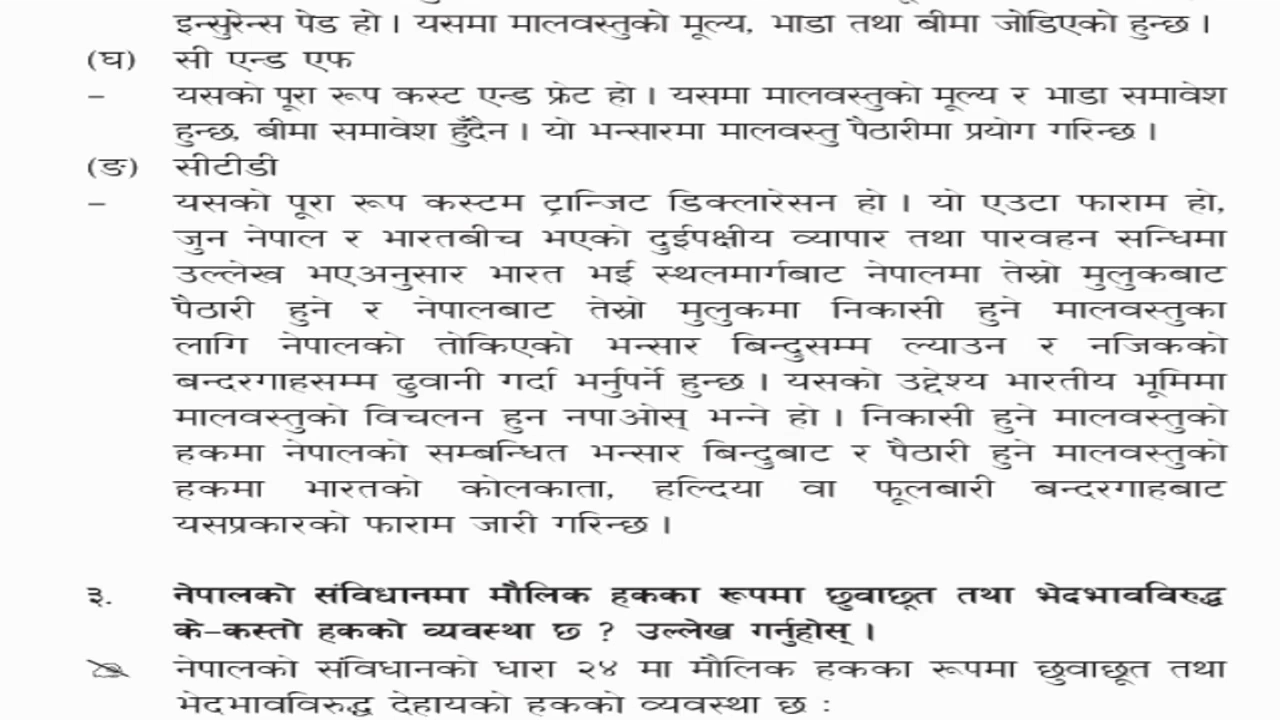 इन्सुरेन्स पेड हो । यसमा मालवस्तुको मूल्य, भाडा तथा बीमा जोडिएको हुन्छ ।
(घ) सी एन्ड एफ
– यसको पूरा रूप कस्ट एन्ड फ्रेट हो । यसमा मालवस्तुको मूल्य र भाडा समावेश
हुन्छ, बीमा समावेश हुँदैन । यो भन्सारमा मालवस्तु पैठारीमा प्रयोग गरिन्छ ।
(ङ) सीटीडी
– यसको पूरा रूप कस्टम ट्रान्जिट डिक्लारेसन हो । यो एउटा फाराम हो,
जुन नेपाल र भारतबीच भएको दुईपक्षीय व्यापार तथा पारवहन सन्धिमा
उल्लेख भएअनुसार भारत भई स्थलमार्गबाट नेपालमा तेस्रो मुलुकबाट
पैठारी हुने र नेपालबाट तेस्रो मुलुकमा निकासी हुने मालवस्तुका
लागि नेपालको तोकिएको भन्सार बिन्दुसम्म ल्याउन र नजिकको
बन्दरगाहसम्म ढुवानी गर्दा भर्नुपर्ने हुन्छ । यसको उद्देश्य भारतीय भूमिमा
मालवस्तुको विचलन हुन नपाओस् भन्ने हो । निकासी हुने मालवस्तुको
हकमा नेपालको सम्बन्धित भन्सार बिन्दुबाट र पैठारी हुने मालवस्तुको
हकमा भारतको कोलकाता, हल्दिया वा फूलबारी बन्दरगाहबाट
यसप्रकारको फाराम जारी गरिन्छ ।
३. नेपालको संविधानमा मौलिक हकका रूपमा छुवाछूत तथा भेदभावविरुद्ध
के-कस्तो हकको व्यवस्था छ ? उल्लेख गर्नुहोस् ।
नेपालको संविधानको धारा २४ मा मौलिक हकका रूपमा छुवाछूत तथा
भेदभावविरुद्ध देहायको हकको व्यवस्था छ :